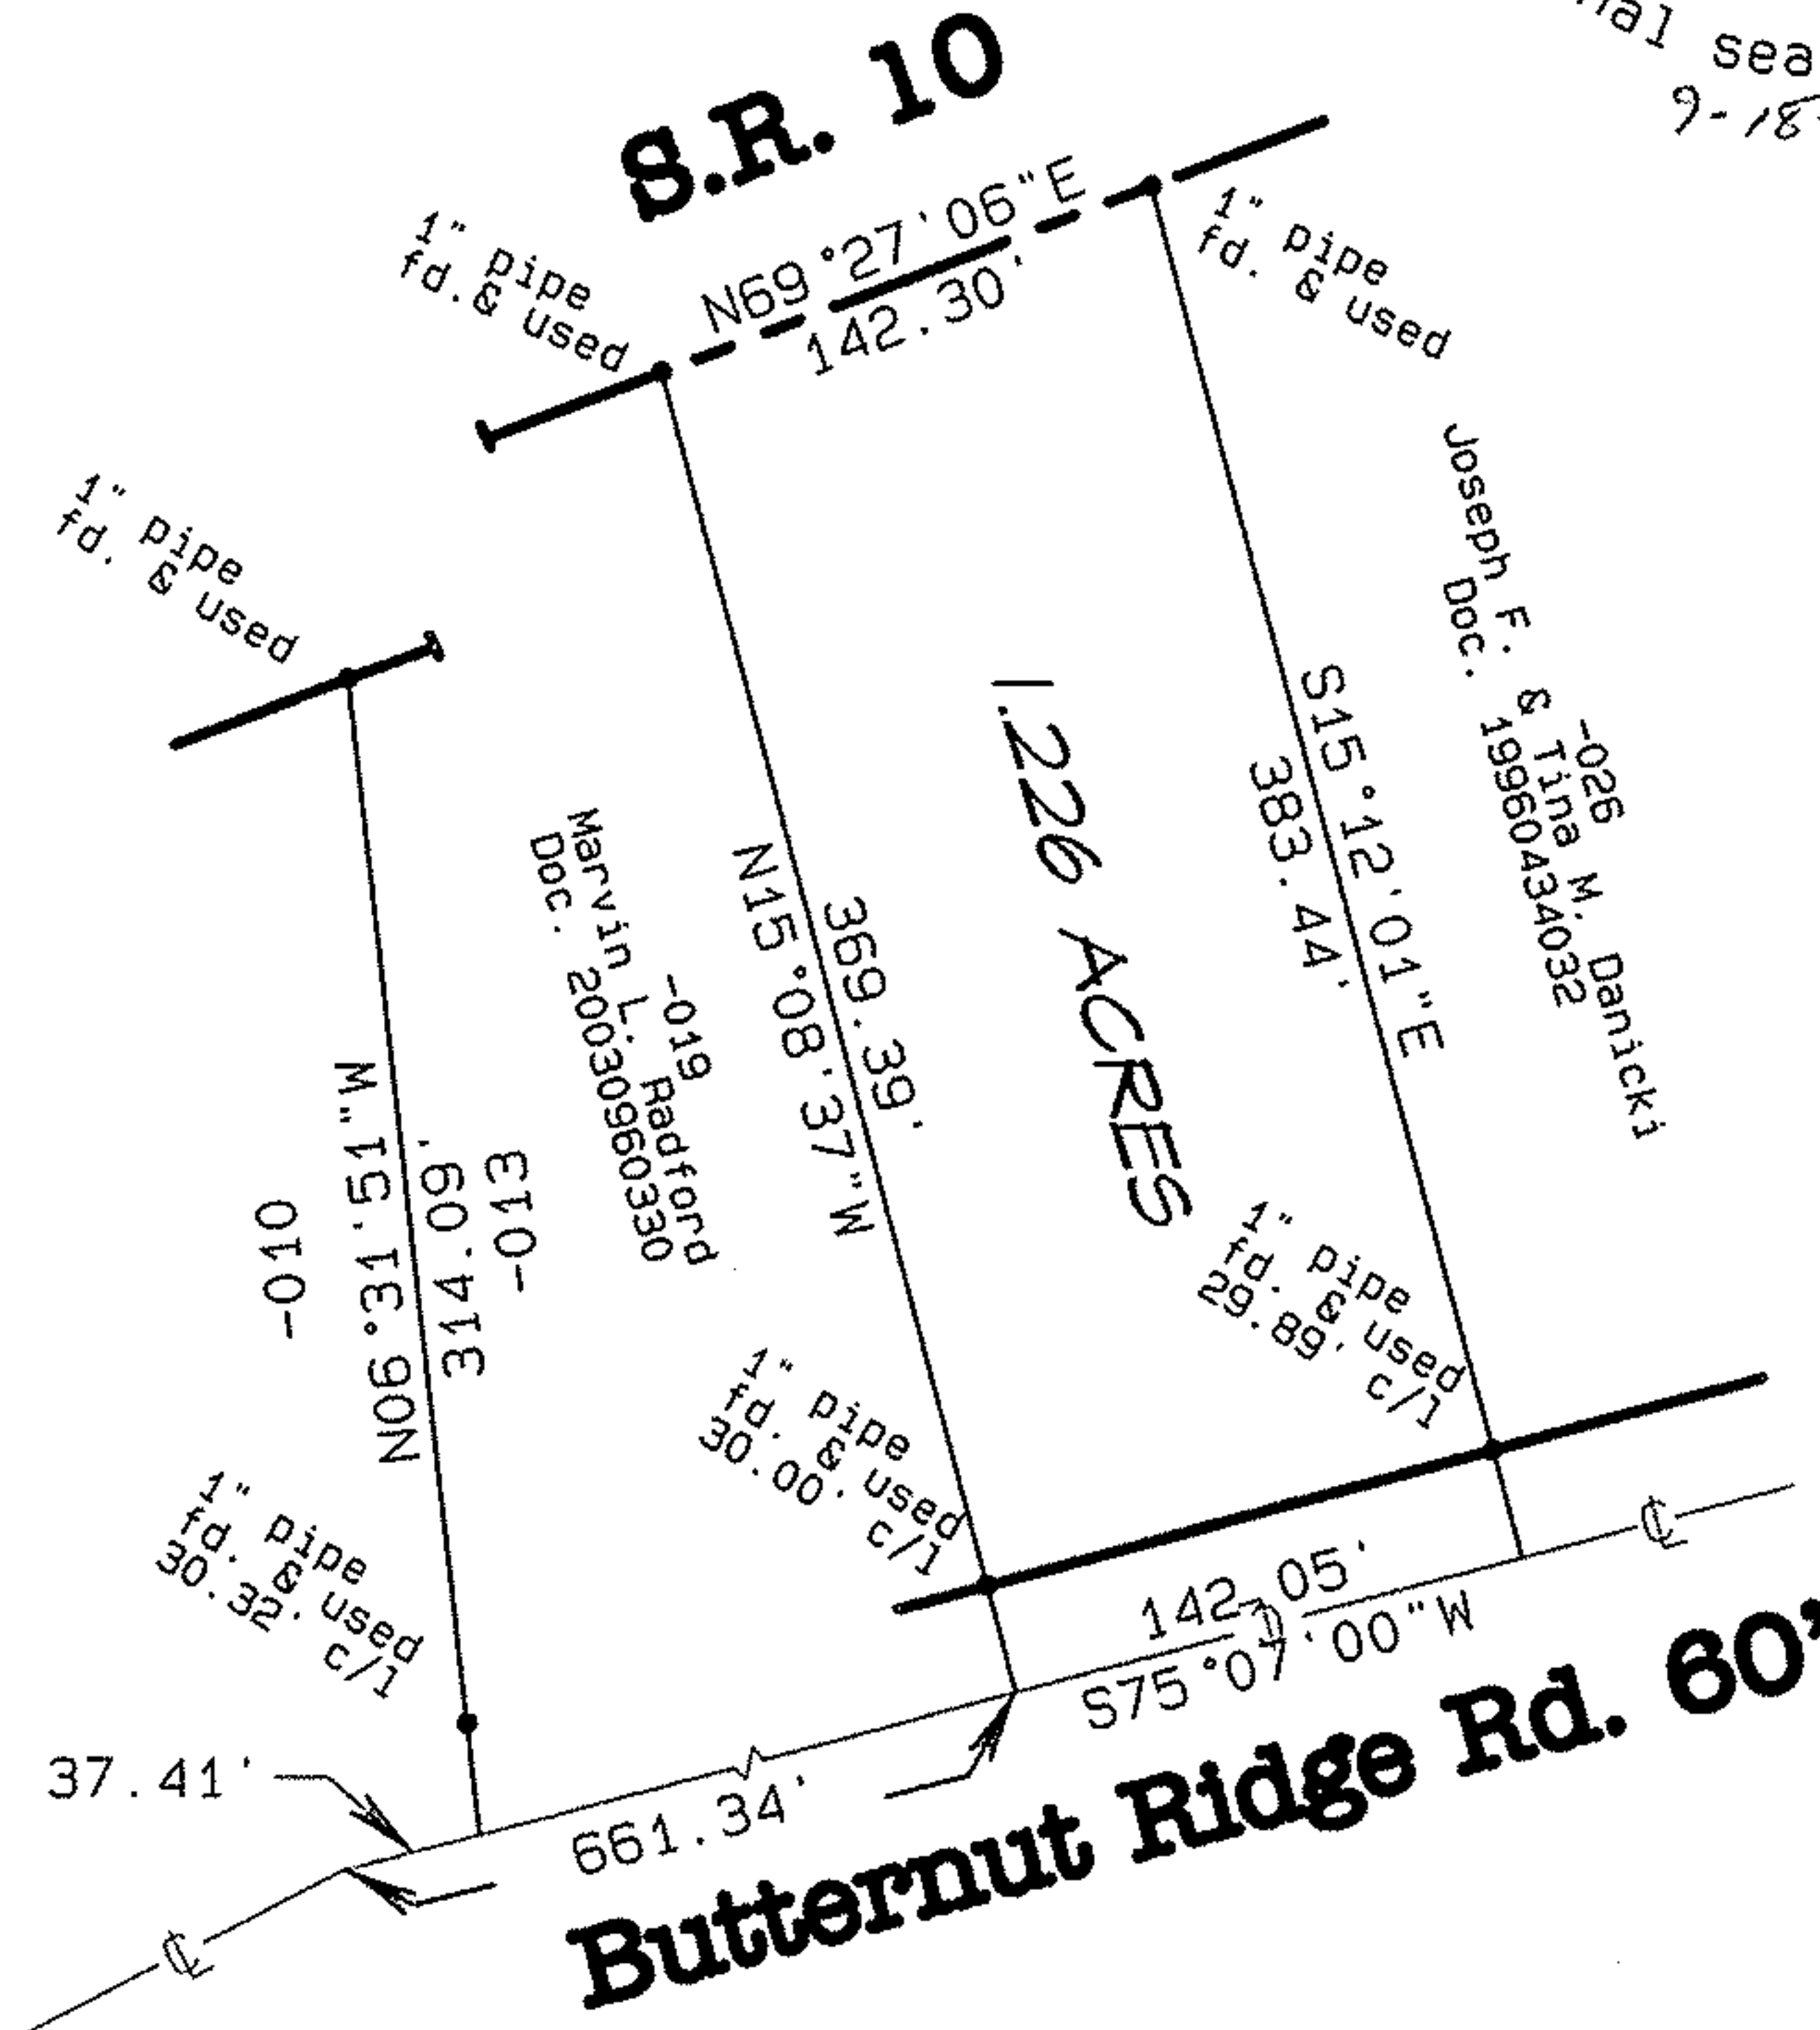 nal sea
9-18
S.R. 10
N69°27'06"E
142.30'
1" pipe
fd. & used
1" pipe
fd. & used
1" pipe
fd. & used
Joseph F. & Tina M. Danicki
Doc. 19960434032
-026
S15°12'01"E
383.44'
1.226 ACRES
369.39'
N15°08'37"W
-019
Marvin L. Radford
Doc. 20030960330
N06°31'51"W
314.09'
-013
-010
1" pipe
fd. & used
29.89' c/l
1" pipe
fd. & used
30.00' c/l
1" pipe
fd. & used
30.32' c/l
142.05'
S75°07'00"W
℄
37.41'
661.34'
Butternut Ridge Rd. 60'
℄